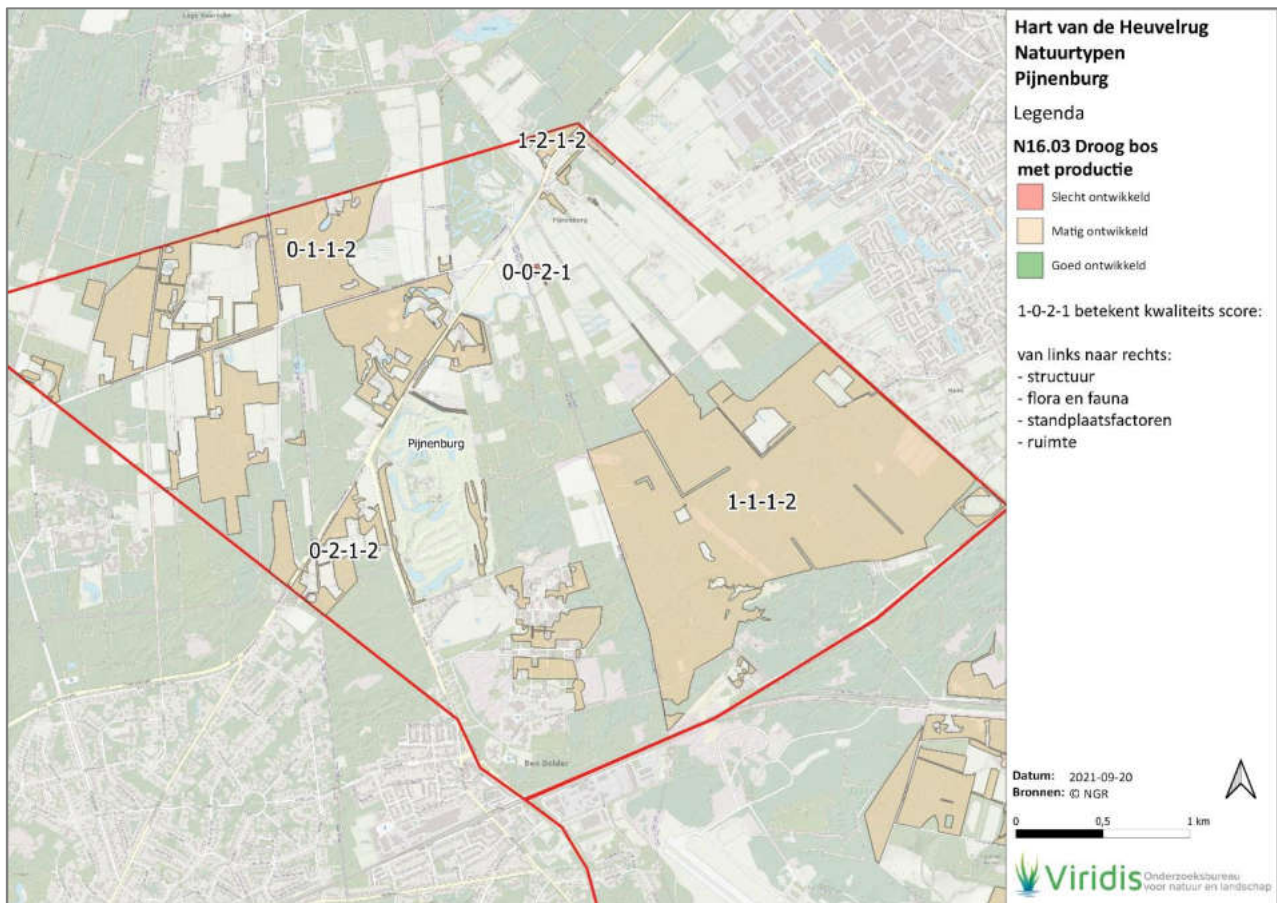 Hart van de Heuvelrug
Natuurtypen
Pijnenburg
Legenda
N16.03 Droog bos
met productie
Slecht ontwikkeld
Matig ontwikkeld
Goed ontwikkeld
1-0-2-1 betekent kwaliteits score:
van links naar rechts:
- structuur
- flora en fauna
- standplaatsfactoren
- ruimte
1-2-1-2
0-1-1-2
Pijnenburg
0-0-2-1
Pijnenburg
1-1-1-2
0-2-1-2
Den Dolder
Datum: 2021-09-20
Bronnen: © NGR
0 0,5 1 km
Viridis Onderzoeksbureau
voor natuur en landschap